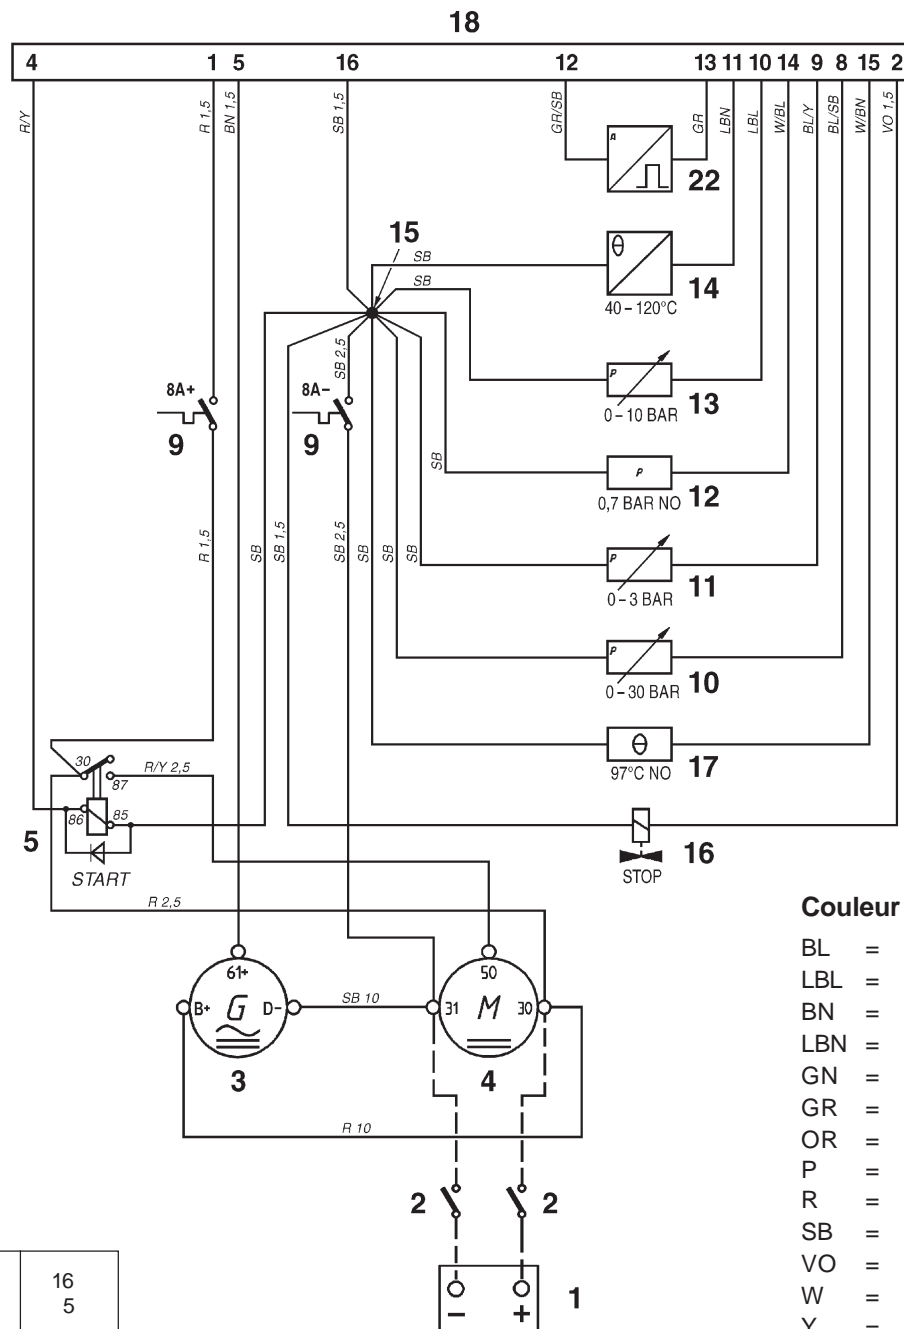 18
4 1 5 16 12 13 11 10 14 9 8 15 2
R/Y
R 1,5
BN 1,5
SB 1,5
GR/SB
GR
LBN
LBL
W/BL
BL/Y
BL/SB
W/BN
VO 1,5
n
22
15
SB
θ
14
40–120°C
SB
SB 2,5
P
13
0–10 BAR
8A+
9
8A–
9
SB
P
12
0,7 BAR NO
R 1,5
SB
SB 1,5
SB 2,5
SB
SB
SB
P
11
0–3 BAR
P
10
0–30 BAR
θ
17
97°C NO
30
87
R/Y 2,5
86
85
5
START
16
STOP
R 2,5
61+
B+ G D-
3
SB 10
50
31 M 30
4
R 10
2 2
1
– +
16
5
Couleur
BL =
LBL =
BN =
LBN =
GN =
GR =
OR =
P =
R =
SB =
VO =
W =
Y =